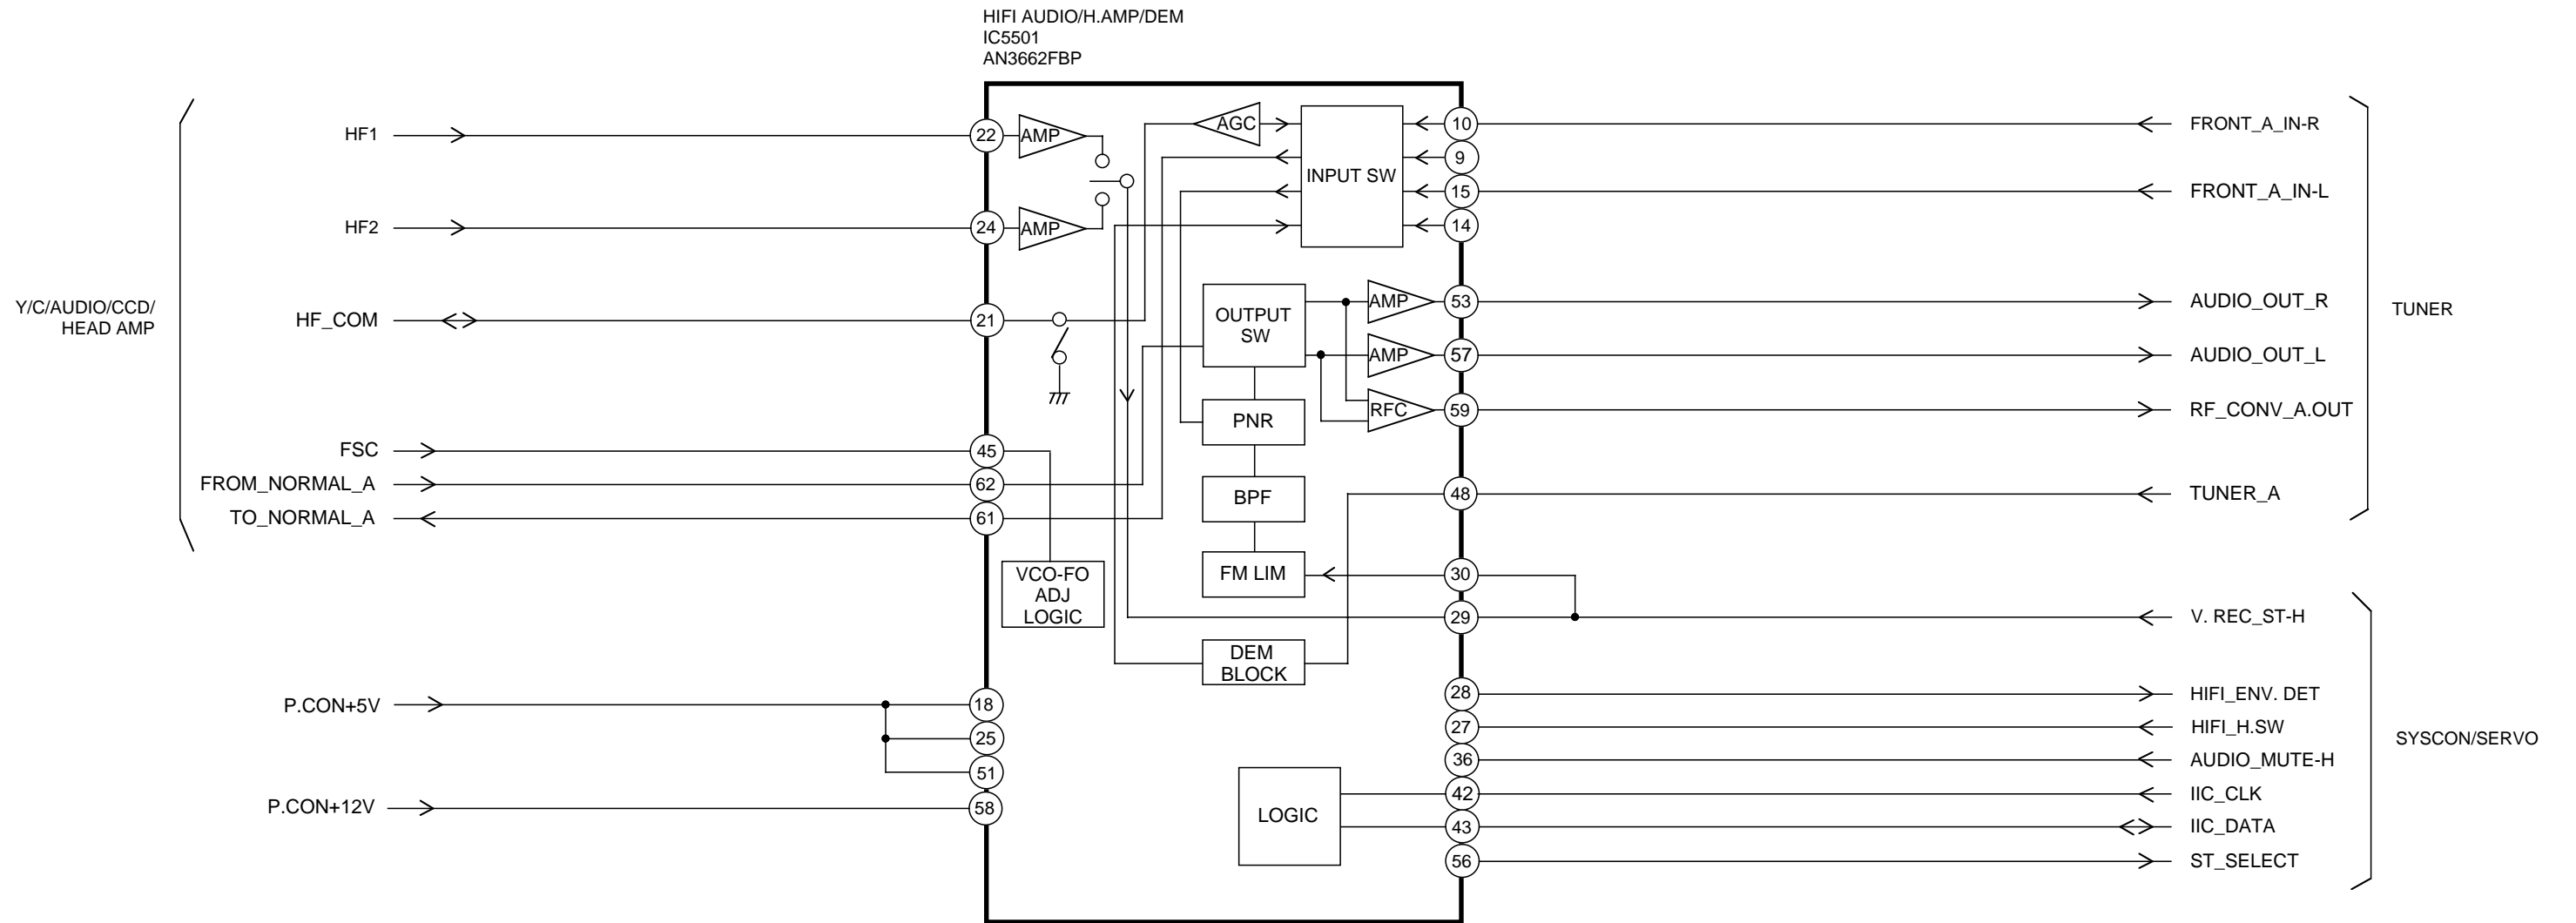 HIFI AUDIO/H.AMP/DEM
IC5501
AN3662FBP
Y/C/AUDIO/CCD/
HEAD AMP
HF1
HF2
HF_COM
FSC
FROM_NORMAL_A
TO_NORMAL_A
P.CON+5V
P.CON+12V
22
24
21
45
62
61
18
25
51
58
AMP
AMP
AGC
INPUT SW
OUTPUT
SW
AMP
AMP
RFC
PNR
BPF
FM LIM
VCO-FO
ADJ
LOGIC
DEM
BLOCK
LOGIC
10
9
15
14
53
57
59
48
30
29
28
27
36
42
43
56
FRONT_A_IN-R
FRONT_A_IN-L
AUDIO_OUT_R
AUDIO_OUT_L
RF_CONV_A.OUT
TUNER_A
V. REC_ST-H
HIFI_ENV. DET
HIFI_H.SW
AUDIO_MUTE-H
IIC_CLK
IIC_DATA
ST_SELECT
TUNER
SYSCON/SERVO